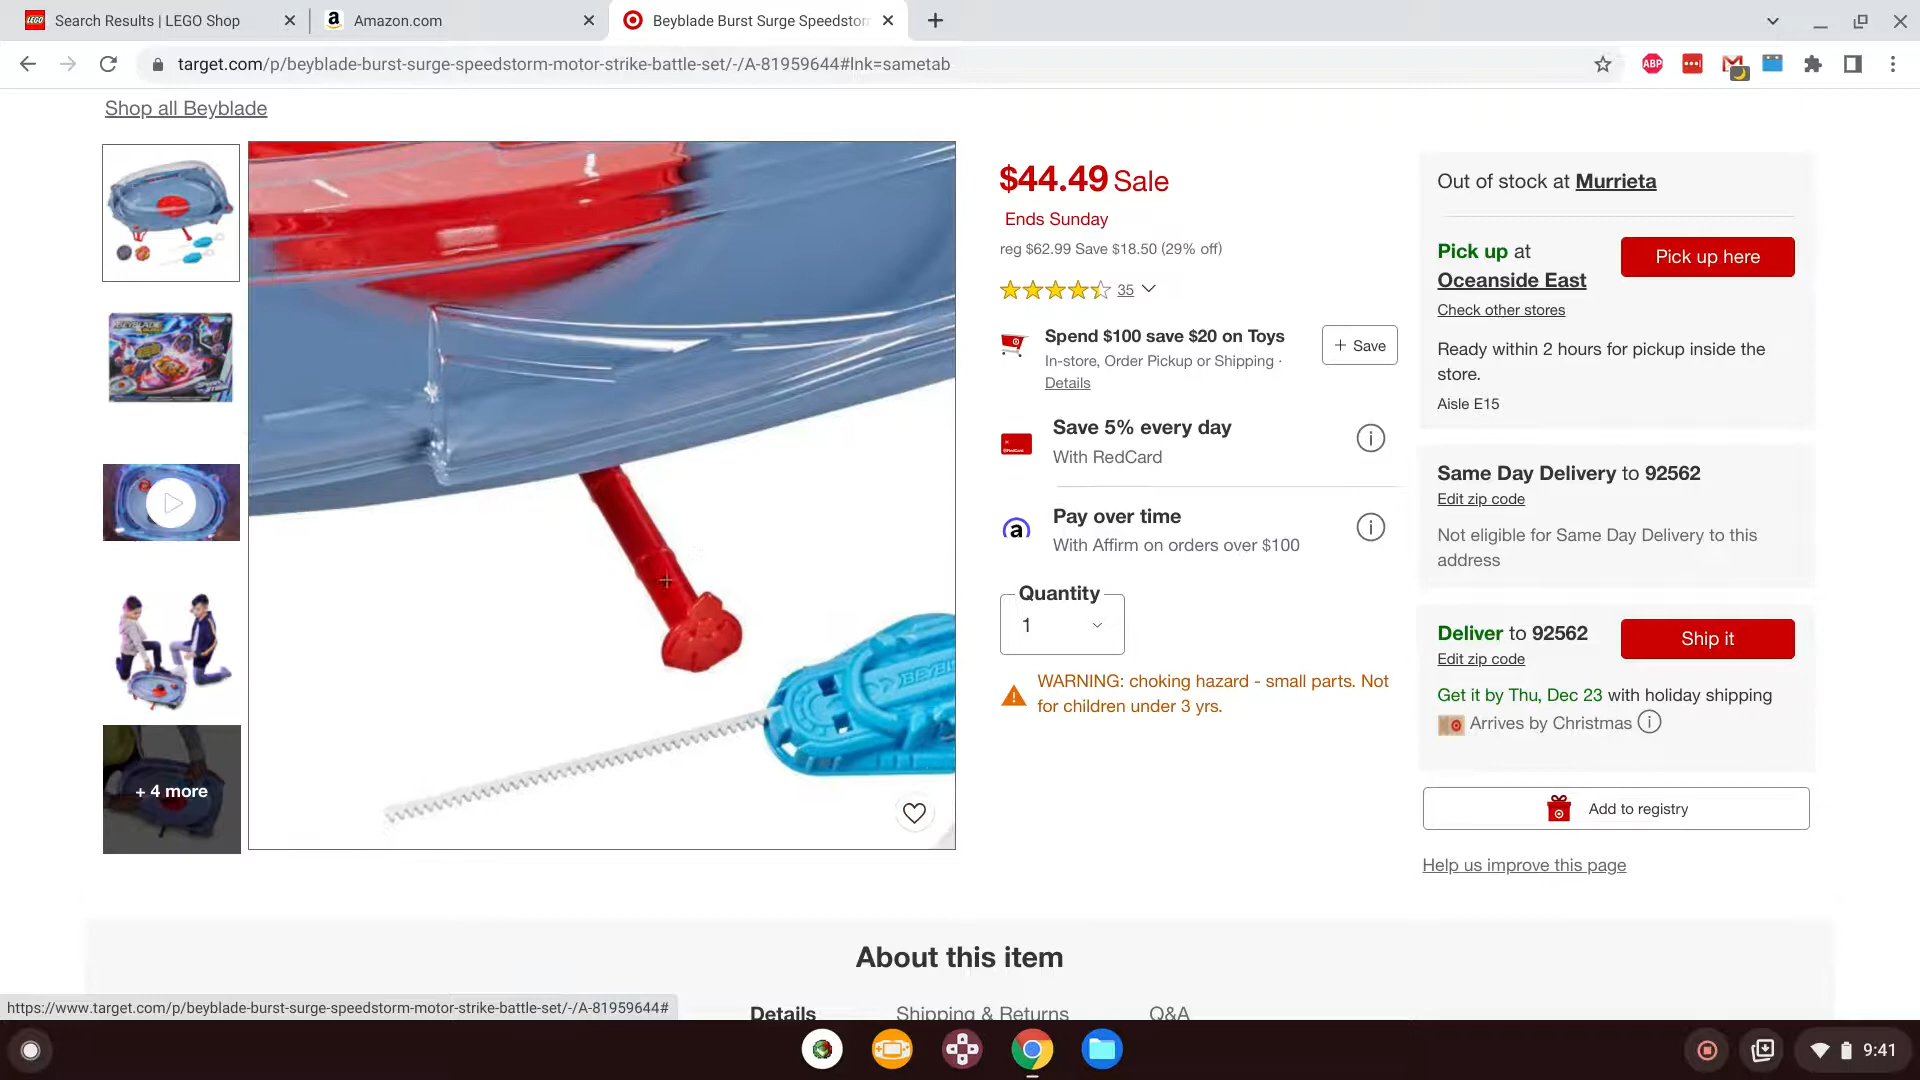 Search Results | LEGO Shop
Amazon.com
Beyblade Burst Surge Speedstor
target.com/p/beyblade-burst-surge-speedstorm-motor-strike-battle-set/-/A-81959644#lnk=sametab
ABP
Shop all Beyblade
+ 4 more
$44.49 Sale
Ends Sunday
reg $62.99 Save $18.50 (29% off)
35
Spend $100 save $20 on Toys
In-store, Order Pickup or Shipping ·
Details
+ Save
Save 5% every day
With RedCard
Pay over time
With Affirm on orders over $100
Quantity
1
WARNING: choking hazard - small parts. Not
for children under 3 yrs.
Out of stock at Murrieta
Pick up at
Oceanside East
Pick up here
Check other stores
Ready within 2 hours for pickup inside the
store.
Aisle E15
Same Day Delivery to 92562
Edit zip code
Not eligible for Same Day Delivery to this
address
Deliver to 92562
Ship it
Edit zip code
Get it by Thu, Dec 23 with holiday shipping
Arrives by Christmas
Add to registry
Help us improve this page
About this item
Details
Shipping & Returns
Q&A
https://www.target.com/p/beyblade-burst-surge-speedstorm-motor-strike-battle-set/-/A-81959644#
9:41